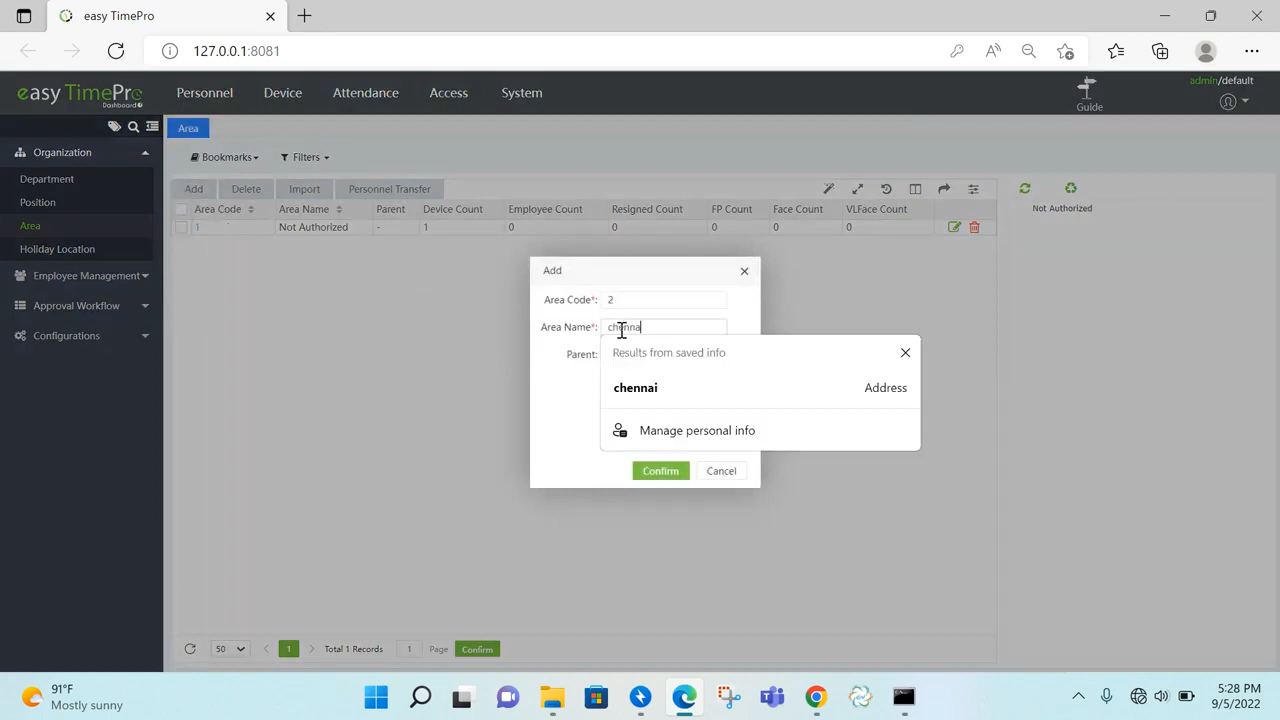 easy TimePro
127.0.0.1:8081
easy TimePro
Dashboard
Personnel
Device
Attendance
Access
System
Guide
admin/default
Organization
Department
Position
Area
Holiday Location
Employee Management
Approval Workflow
Configurations
Area
Bookmarks
Filters
Add
Delete
Import
Personnel Transfer
Area Code Area Name Parent Device Count Employee Count Resigned Count FP Count Face Count VLFace Count
1 Not Authorized - 1 0 0 0 0 0
Not Authorized
Add
Area Code*: 2
Area Name*: chenna
Parent:
Results from saved info
chennai Address
Manage personal info
Confirm Cancel
50 1 Total 1 Records 1 Page Confirm
91°F
Mostly sunny
5:28 PM
9/5/2022